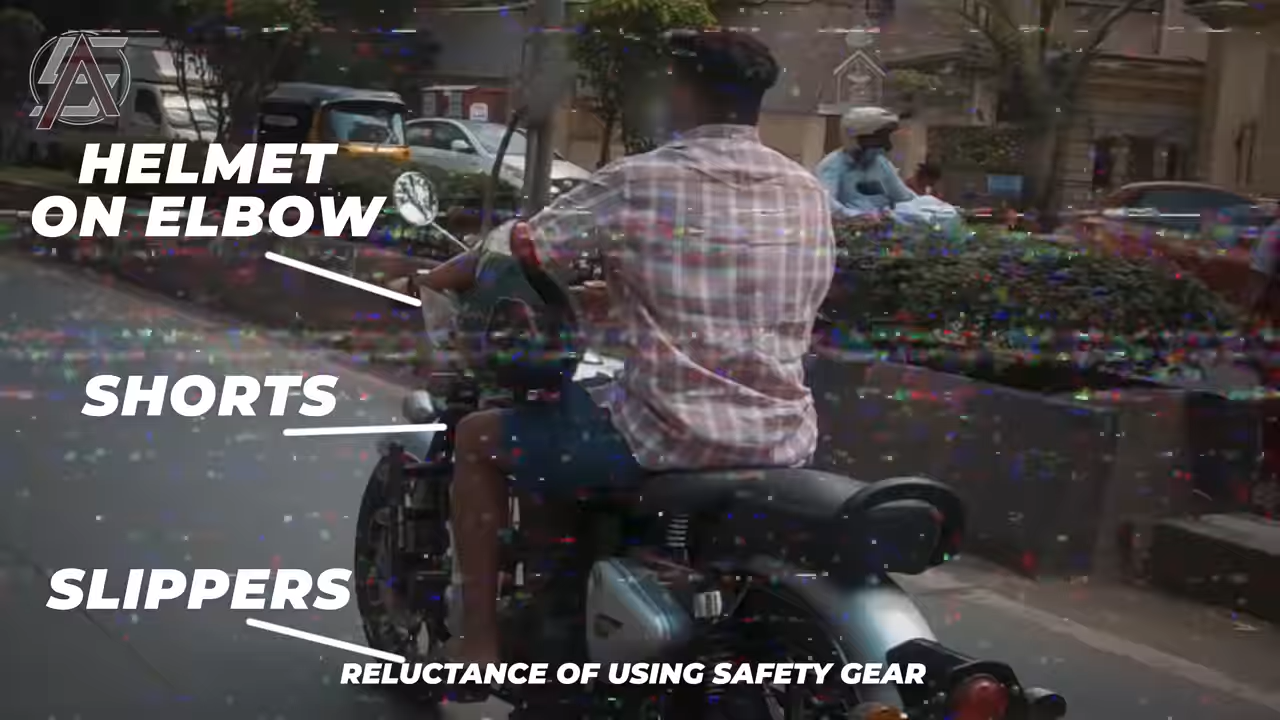 HELMET
ON ELBOW
SHORTS
SLIPPERS
RELUCTANCE OF USING SAFETY GEAR